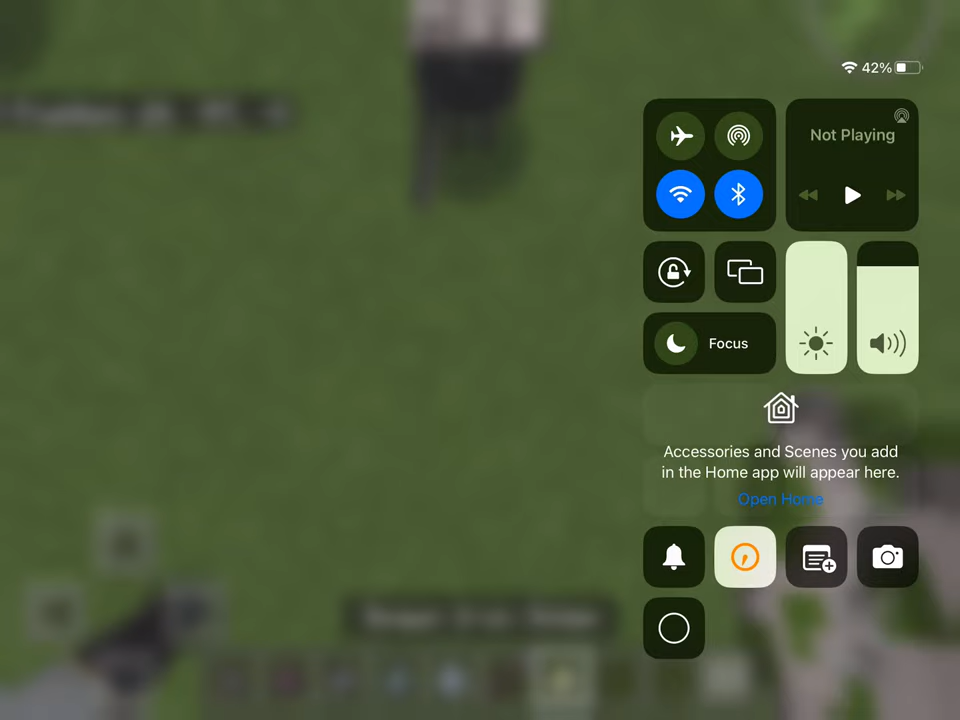 42%
Not Playing
Focus
Accessories and Scenes you add
in the Home app will appear here.
Open Home